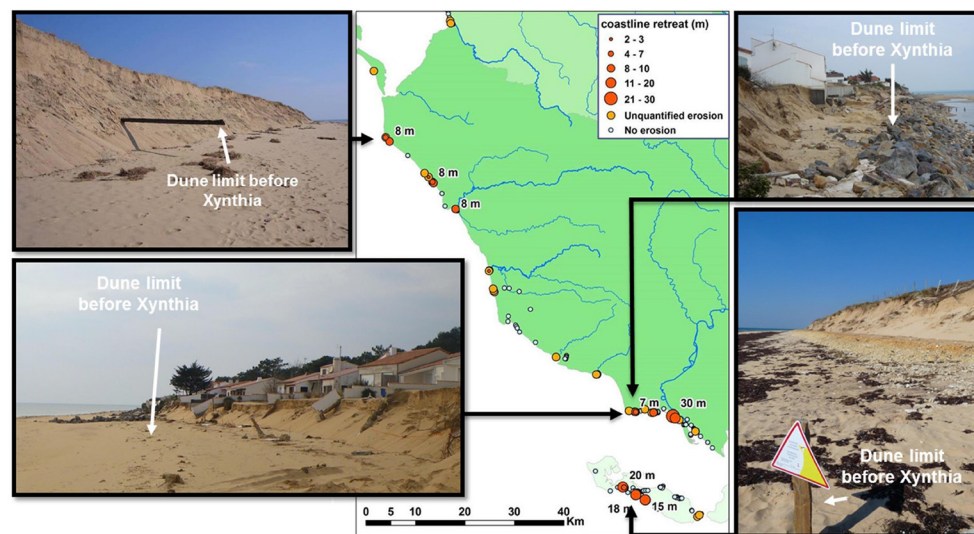 Dune limit before
Xynthia
Dune limit
before Xynthia
coastline retreat (m)
2 - 3
4 - 7
8 - 10
11 - 20
21 - 30
Unquantified erosion
No erosion
8 m
8 m
8 m
7 m
30 m
20 m
18 m
15 m
0 5 10 20 30 40
Km
Dune limit
before Xynthia
Dune limit
before Xynthia